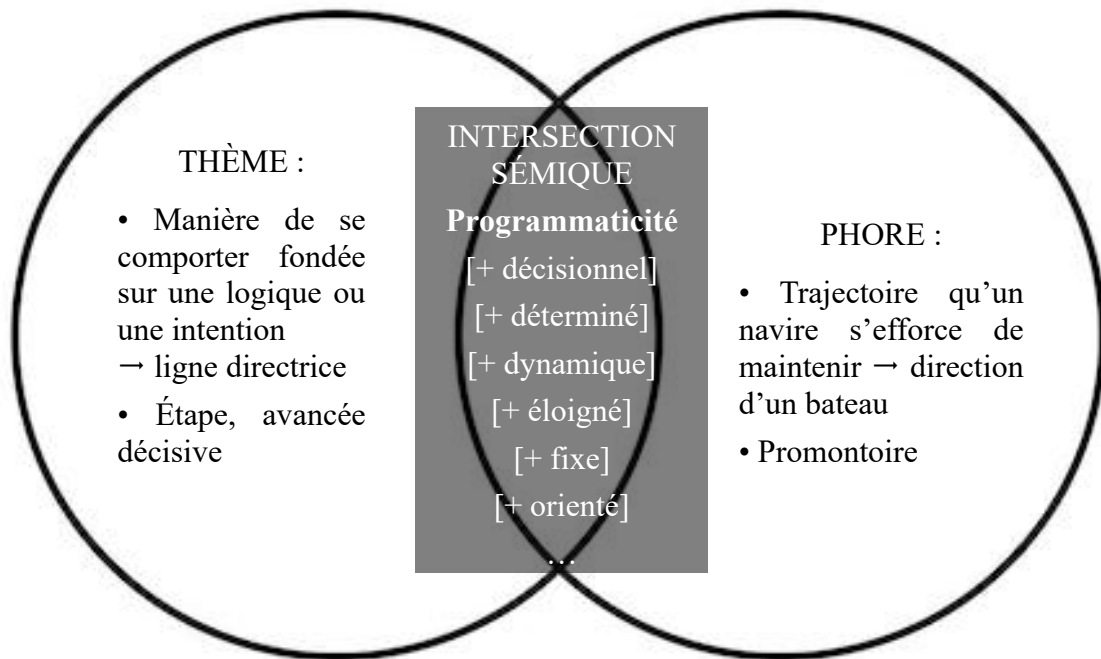 THÈME :
• Manière de se
comporter fondée
sur une logique ou
une intention
→ ligne directrice
• Étape, avancée
décisive
INTERSECTION
SÉMIQUE
Programmaticité
[+ décisionnel]
[+ déterminé]
[+ dynamique]
[+ éloigné]
[+ fixe]
[+ orienté]
…
PHORE :
• Trajectoire qu’un
navire s’efforce de
maintenir → direction
d’un bateau
• Promontoire